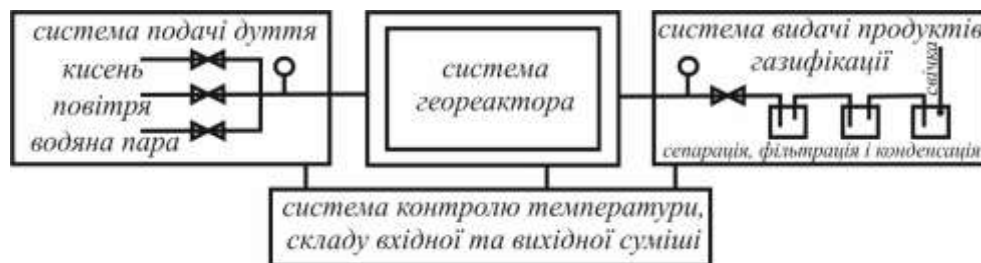 система подачі дуття
кисень
повітря
водяна пара
система
геореактора
система видачі продуктів
газифікації
свічка
сепарація, фільтрація і конденсація
система контролю температури,
складу вхідної та вихідної суміші